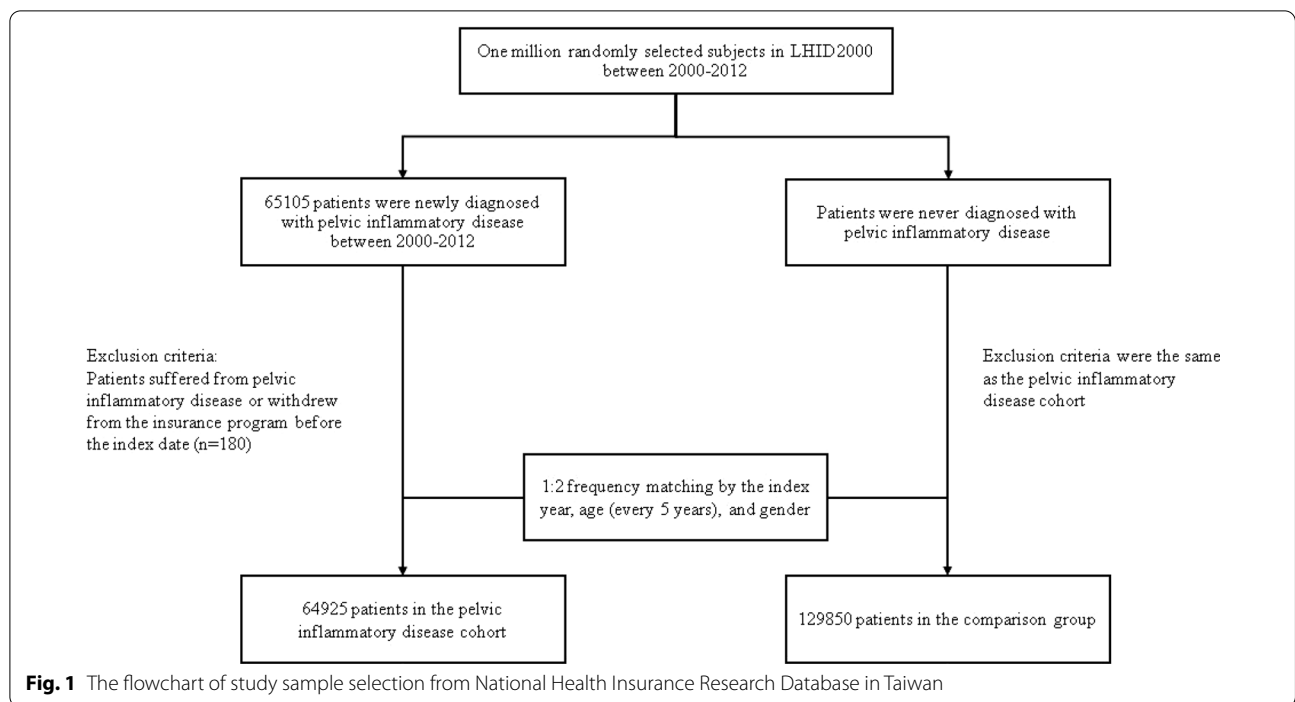 One million randomly selected subjects in LHID2000
between 2000-2012
65105 patients were newly diagnosed
with pelvic inflammatory disease
between 2000-2012
Patients were never diagnosed with
pelvic inflammatory disease
Exclusion criteria:
Patients suffered from pelvic
inflammatory disease or withdrew
from the insurance program before
the index date (n=180)
Exclusion criteria were the same
as the pelvic inflammatory
disease cohort
1:2 frequency matching by the index
year, age (every 5 years), and gender
64925 patients in the pelvic
inflammatory disease cohort
129850 patients in the comparison group
Fig. 1 The flowchart of study sample selection from National Health Insurance Research Database in Taiwan